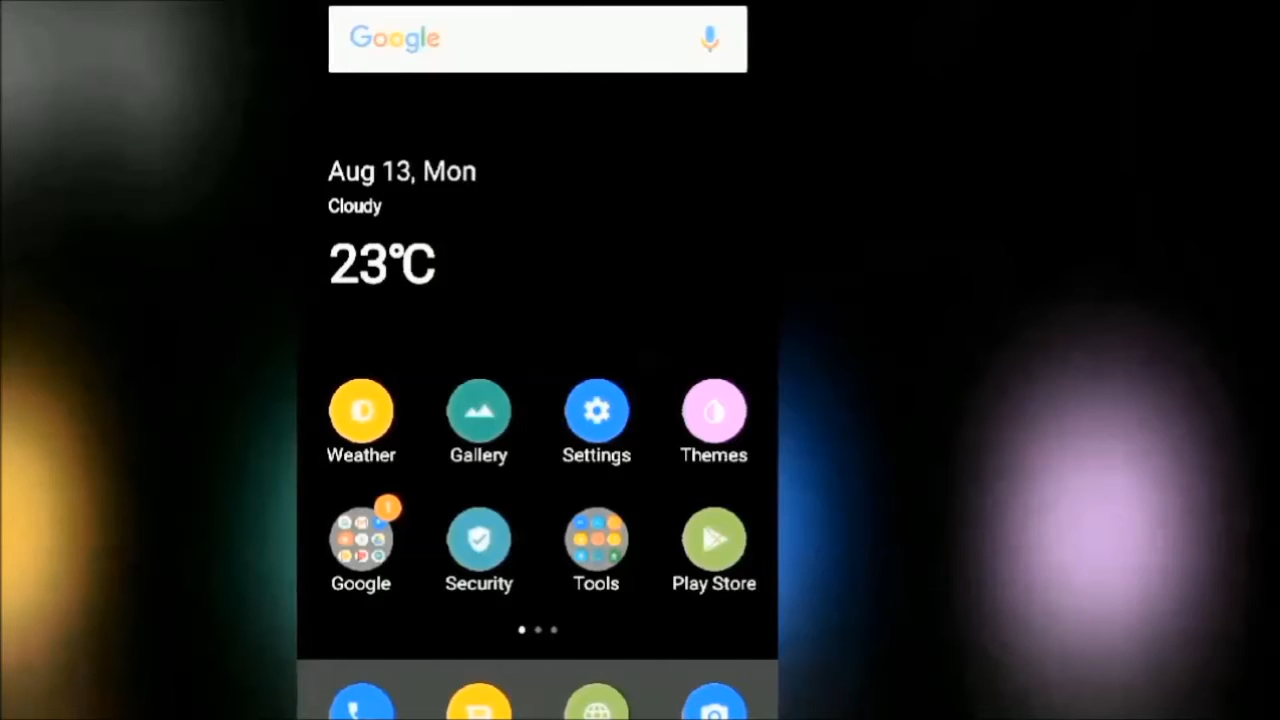 Google
Aug 13, Mon
Cloudy
23°C
Weather Gallery Settings Themes
Google Security Tools Play Store